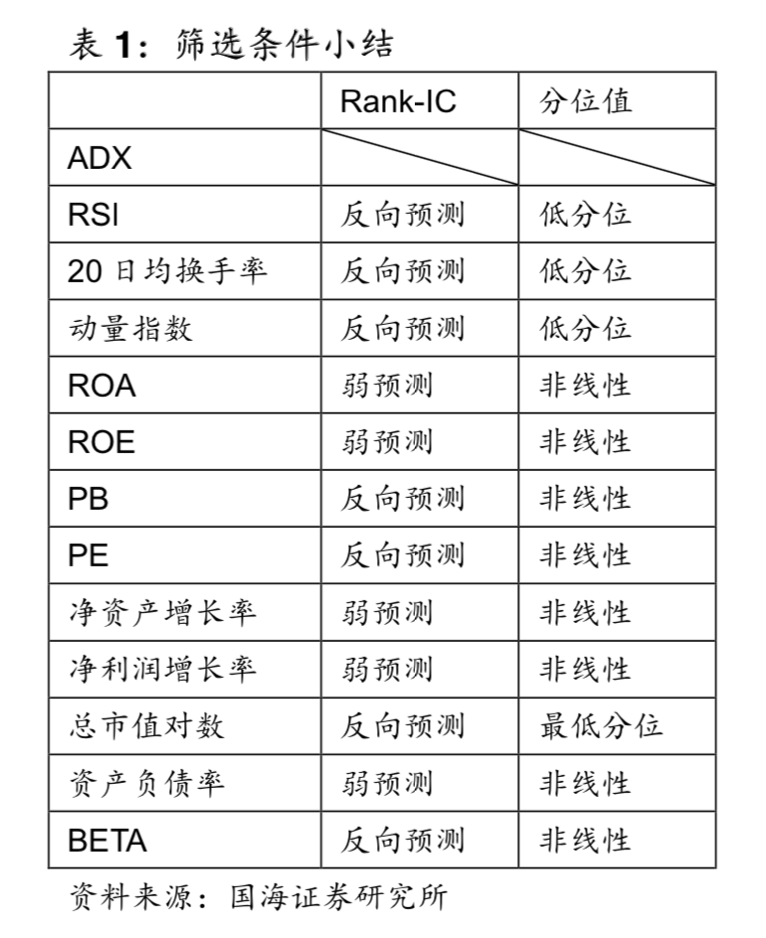 表 1：筛选条件小结
Rank-IC 分位值
ADX
RSI 反向预测 低分位
20 日均换手率 反向预测 低分位
动量指数 反向预测 低分位
ROA 弱预测 非线性
ROE 弱预测 非线性
PB 反向预测 非线性
PE 反向预测 非线性
净资产增长率 弱预测 非线性
净利润增长率 弱预测 非线性
总市值对数 反向预测 最低分位
资产负债率 弱预测 非线性
BETA 反向预测 非线性
资料来源：国海证券研究所